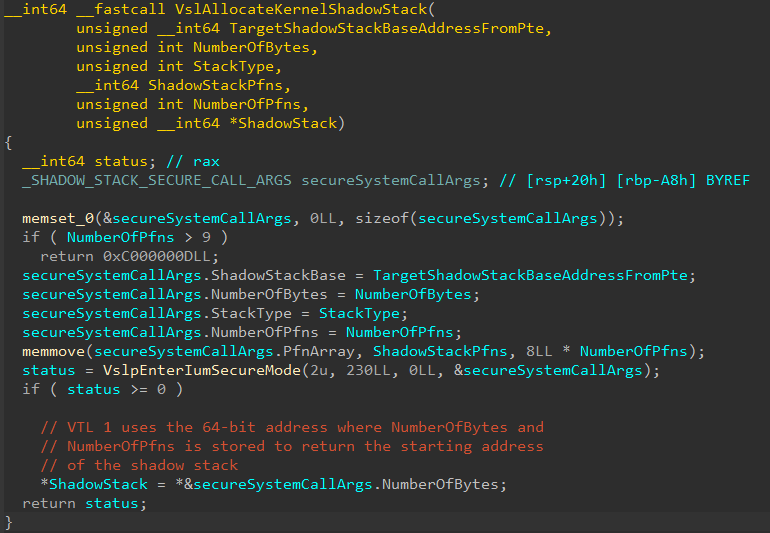 __int64 __fastcall VslAllocateKernelShadowStack(
        unsigned __int64 TargetShadowStackBaseAddressFromPte,
        unsigned int NumberOfBytes,
        unsigned int StackType,
        __int64 ShadowStackPfns,
        unsigned int NumberOfPfns,
        unsigned __int64 *ShadowStack)
{
  __int64 status; // rax
  _SHADOW_STACK_SECURE_CALL_ARGS secureSystemCallArgs; // [rsp+20h] [rbp-A8h] BYREF

  memset_0(&secureSystemCallArgs, 0LL, sizeof(secureSystemCallArgs));
  if ( NumberOfPfns > 9 )
    return 0xC000000DLL;
  secureSystemCallArgs.ShadowStackBase = TargetShadowStackBaseAddressFromPte;
  secureSystemCallArgs.NumberOfBytes = NumberOfBytes;
  secureSystemCallArgs.StackType = StackType;
  secureSystemCallArgs.NumberOfPfns = NumberOfPfns;
  memmove(secureSystemCallArgs.PfnArray, ShadowStackPfns, 8LL * NumberOfPfns);
  status = VslpEnterIumSecureMode(2u, 230LL, 0LL, &secureSystemCallArgs);
  if ( status >= 0 )

    // VTL 1 uses the 64-bit address where NumberOfBytes and
    // NumberOfPfns is stored to return the starting address
    // of the shadow stack
    *ShadowStack = *&secureSystemCallArgs.NumberOfBytes;
  return status;
}